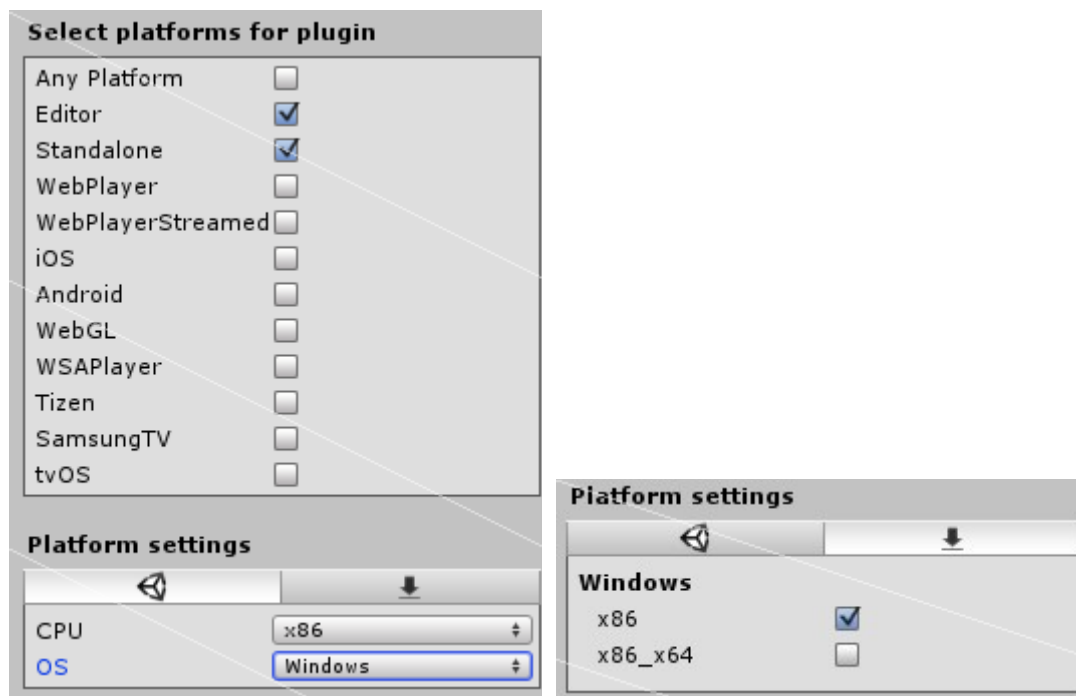 Select platforms for plugin
Any Platform
Editor
Standalone
WebPlayer
WebPlayerStreamed
iOS
Android
WebGL
WSAPlayer
Tizen
SamsungTV
tvOS
Platform settings
CPU x86
OS Windows
Platform settings
Windows
x86
x86_x64